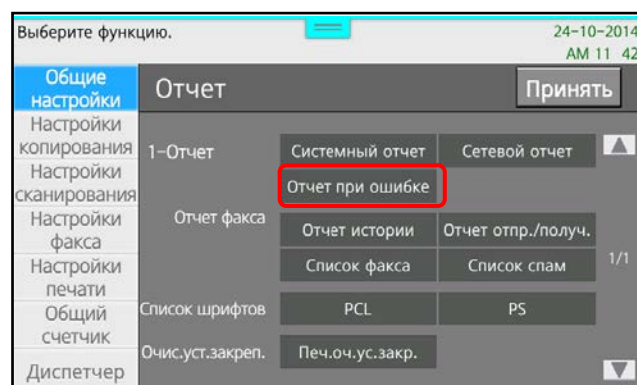 Выберите функцию.
24-10-2014
AM 11 42
Общие
настройки
Отчет
Принять
Настройки
копирования
Настройки
сканирования
Настройки
факса
Настройки
печати
Общий
счетчик
Диспетчер
1-Отчет
Системный отчет
Сетевой отчет
Отчет при ошибке
Отчет факса
Отчет истории
Отчет отпр./получ.
Список факса
Список спам
1/1
Список шрифтов
PCL
PS
Очис.уст.закреп.
Печ.оч.ус.закр.